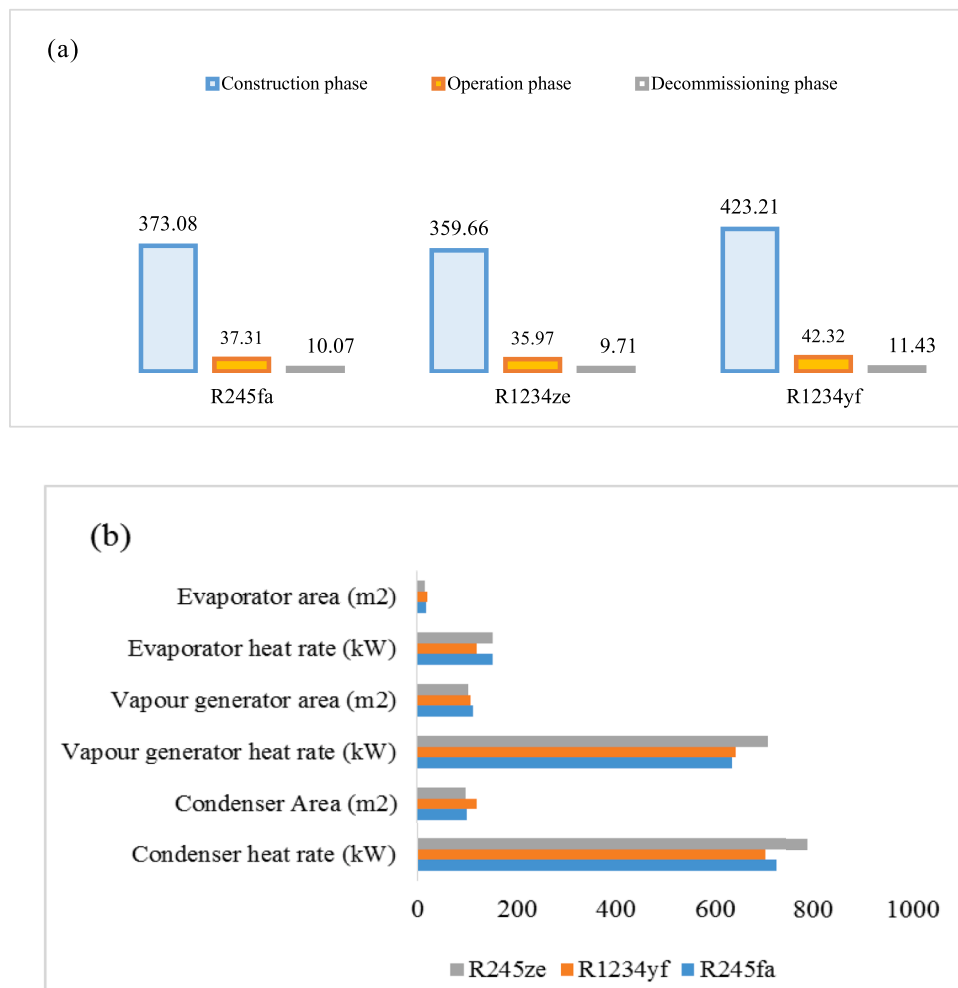 (a)
Construction phase Operation phase Decommissioning phase
373.08 37.31 10.07 359.66 35.97 9.71 423.21 42.32 11.43
R245fa R1234ze R1234yf
(b)
Evaporator area (m2)
Evaporator heat rate (kW)
Vapour generator area (m2)
Vapour generator heat rate (kW)
Condenser Area (m2)
Condenser heat rate (kW)
0 200 400 600 800 1000
R245ze R1234yf R245fa